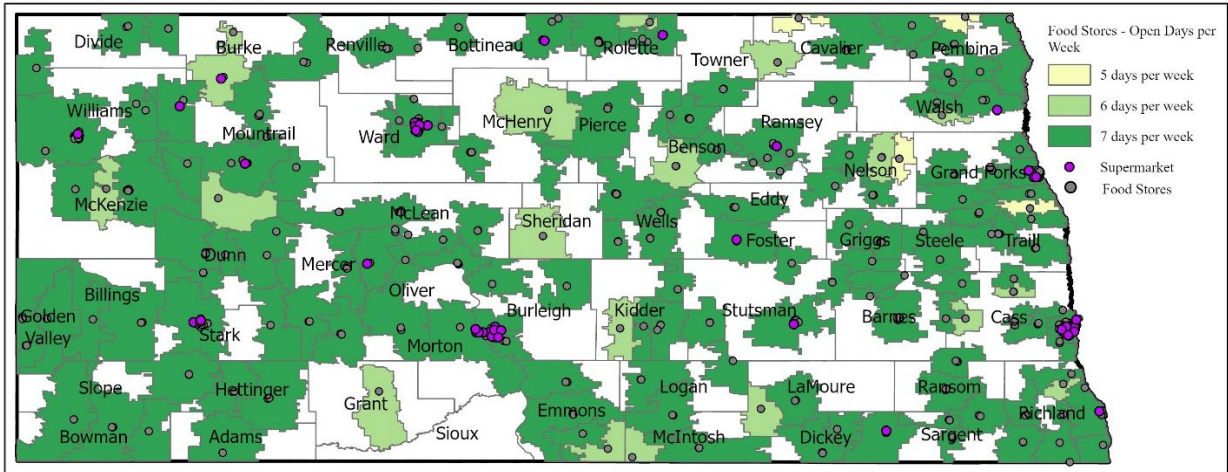 Divide
Burke
Renville
Bottineau
Rolette
Towner
Cavalier
Pembina
Food Stores - Open Days per
Week
5 days per week
6 days per week
7 days per week
Supermarket
Food Stores
Williams
Mountrail
Ward
McHenry
Pierce
Benson
Ramsey
Walsh
Nelson
Grand Forks
McKenzie
McLean
Sheridan
Wells
Eddy
Foster
Griggs
Steele
Traill
Dunn
Mercer
Oliver
Billings
Golden
Valley
Stark
Morton
Burleigh
Kidder
Stutsman
Barnes
Cass
Slope
Hettinger
Grant
Emmons
Logan
LaMoure
Ransom
Richland
Bowman
Adams
Sioux
McIntosh
Dickey
Sargent